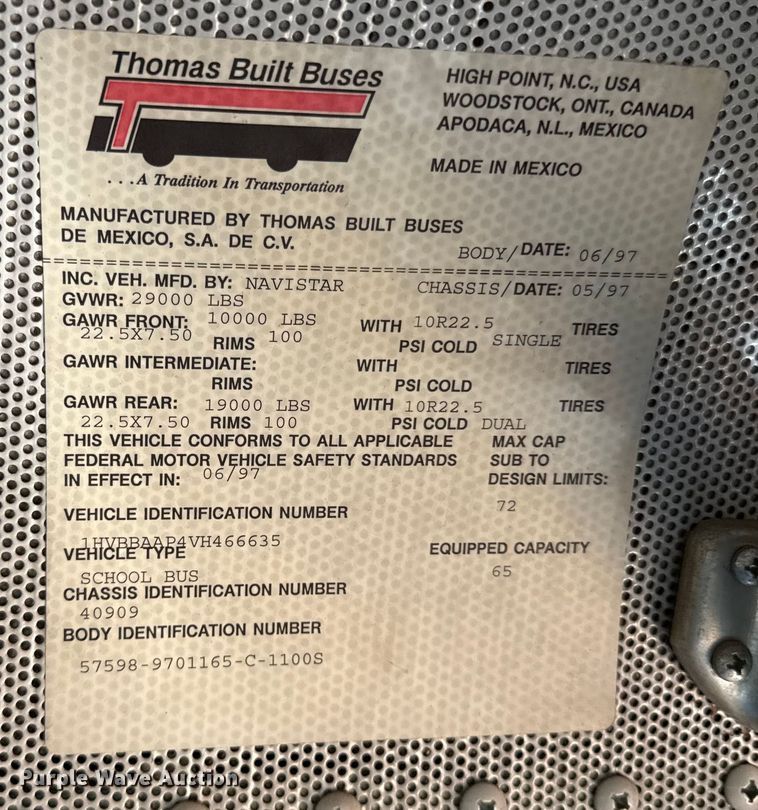 Thomas Built Buses
T
. . .A Tradition In Transportation
HIGH POINT, N.C., USA
WOODSTOCK, ONT., CANADA
APODACA, N.L., MEXICO
MADE IN MEXICO
MANUFACTURED BY THOMAS BUILT BUSES
DE MEXICO, S.A. DE C.V.
BODY/DATE: 06/97
INC. VEH. MFD. BY: NAVISTAR CHASSIS/DATE: 05/97
GVWR: 29000 LBS
GAWR FRONT: 10000 LBS WITH 10R22.5 TIRES
22.5X7.50 RIMS 100 PSI COLD SINGLE
GAWR INTERMEDIATE: WITH TIRES
RIMS PSI COLD
GAWR REAR: 19000 LBS WITH 10R22.5 TIRES
22.5X7.50 RIMS 100 PSI COLD DUAL
THIS VEHICLE CONFORMS TO ALL APPLICABLE MAX CAP
FEDERAL MOTOR VEHICLE SAFETY STANDARDS SUB TO
IN EFFECT IN: 06/97 DESIGN LIMITS:
72
VEHICLE IDENTIFICATION NUMBER
1HVBBAAP4VH466635
VEHICLE TYPE EQUIPPED CAPACITY
SCHOOL BUS 65
CHASSIS IDENTIFICATION NUMBER
40909
BODY IDENTIFICATION NUMBER
57598-9701165-C-1100S
Purple Wave Auction